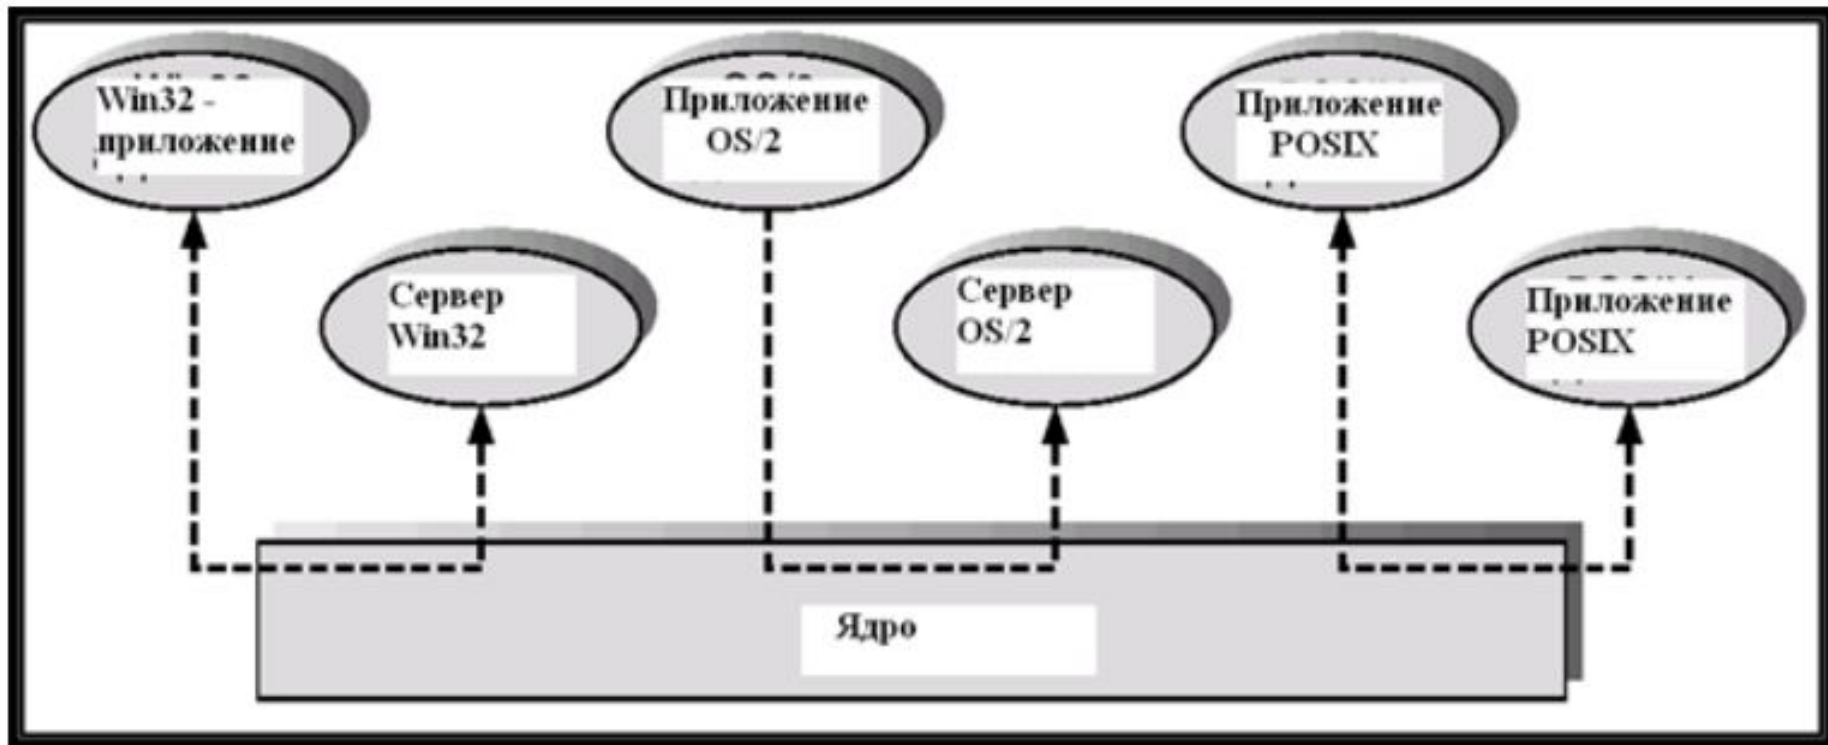 Win32 -
приложение
Приложение
OS/2
Приложение
POSIX
Сервер
Win32
Сервер
OS/2
Приложение
POSIX
Ядро